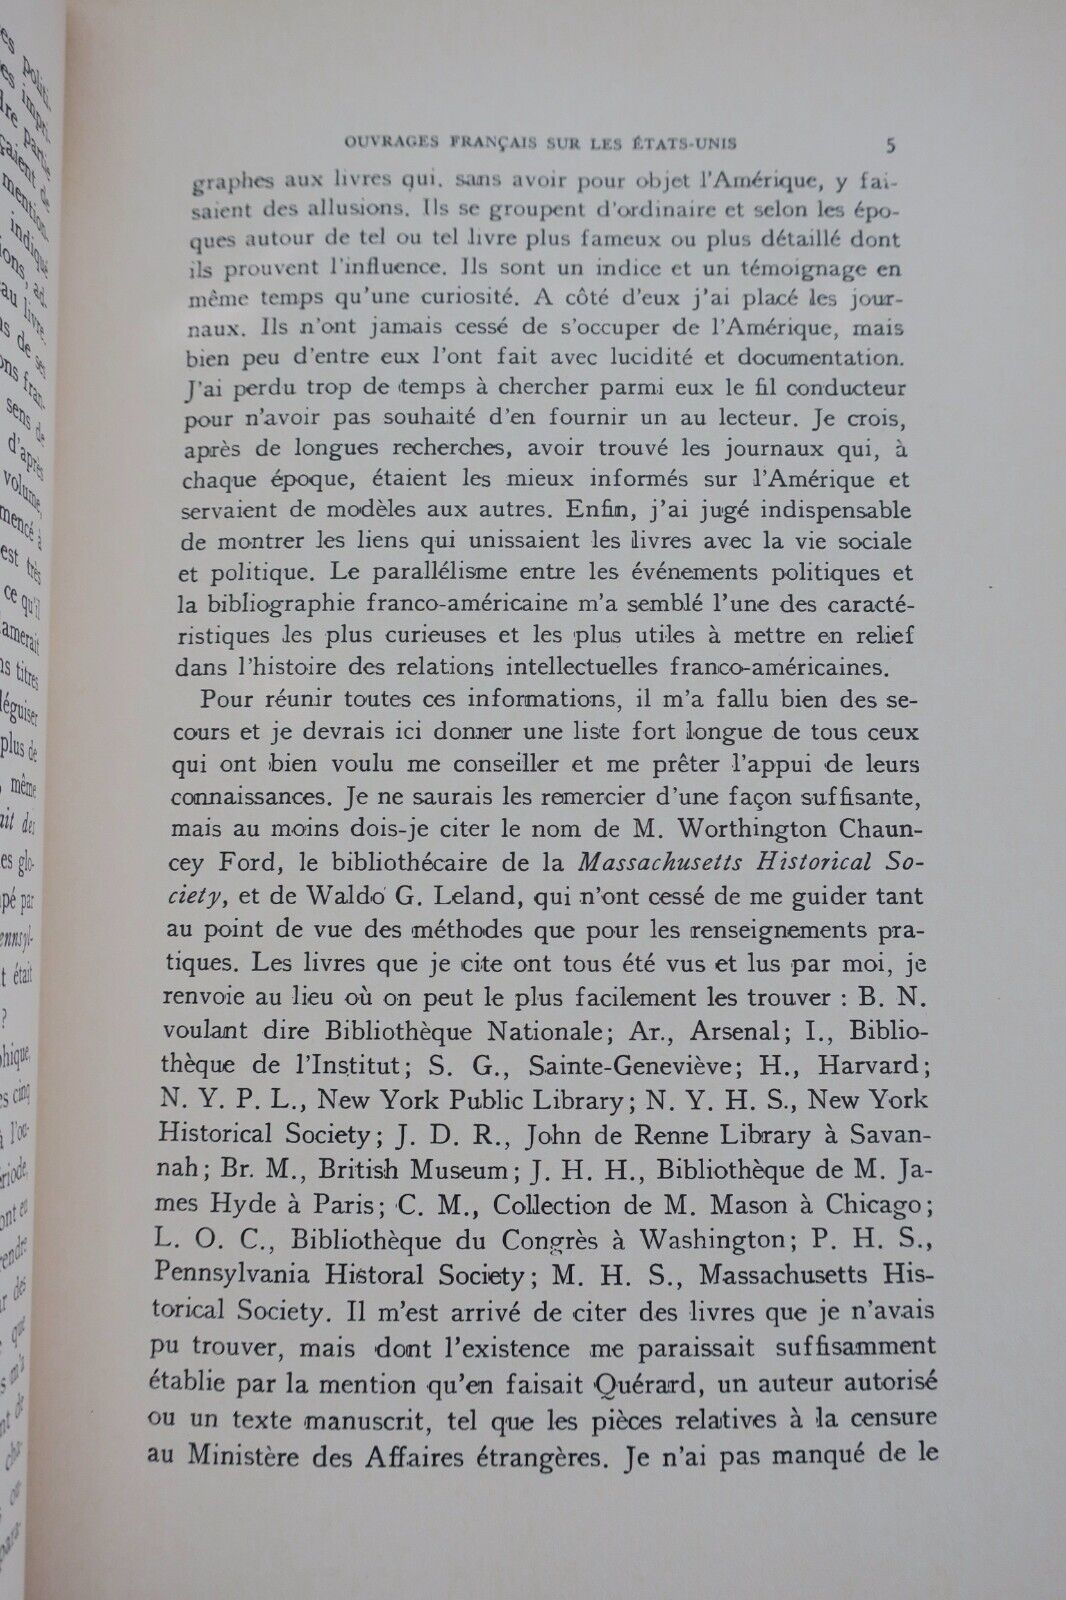 OUVRAGES FRANÇAIS SUR LES ÉTATS-UNIS 5
graphes aux livres qui, sans avoir pour objet l'Amérique, y fai-
saient des allusions. Ils se groupent d'ordinaire et selon les épo-
ques autour de tel ou tel livre plus fameux ou plus détaillé dont
ils prouvent l'influence. Ils sont un indice et un témoignage en
même temps qu'une curiosité. A côté d'eux j'ai placé les jour-
naux. Ils n'ont jamais cessé de s'occuper de l'Amérique, mais
bien peu d'entre eux l'ont fait avec lucidité et documentation.
J'ai perdu trop de temps à chercher parmi eux le fil conducteur
pour n'avoir pas souhaité d'en fournir un au lecteur. Je crois,
après de longues recherches, avoir trouvé les journaux qui, à
chaque époque, étaient les mieux informés sur l'Amérique et
servaient de modèles aux autres. Enfin, j'ai jugé indispensable
de montrer les liens qui unissaient les livres avec la vie sociale
et politique. Le parallélisme entre les événements politiques et
la bibliographie franco-américaine m'a semblé l'une des caracté-
ristiques les plus curieuses et les plus utiles à mettre en relief
dans l'histoire des relations intellectuelles franco-américaines.
Pour réunir toutes ces informations, il m'a fallu bien des se-
cours et je devrais ici donner une liste fort longue de tous ceux
qui ont bien voulu me conseiller et me prêter l'appui de leurs
connaissances. Je ne saurais les remercier d'une façon suffisante,
mais au moins dois-je citer le nom de M. Worthington Chaun-
cey Ford, le bibliothécaire de la Massachusetts Historical So-
ciety, et de Waldo G. Leland, qui n'ont cessé de me guider tant
au point de vue des méthodes que pour les renseignements pra-
tiques. Les livres que je cite ont tous été vus et lus par moi, je
renvoie au lieu où on peut le plus facilement les trouver : B. N.
voulant dire Bibliothèque Nationale; Ar., Arsenal; I., Biblio-
thèque de l'Institut; S. G., Sainte-Geneviève; H., Harvard;
N. Y. P. L., New York Public Library; N. Y. H. S., New York
Historical Society; J. D. R., John de Renne Library à Savan-
nah; Br. M., British Museum; J. H. H., Bibliothèque de M. Ja-
mes Hyde à Paris; C. M., Collection de M. Mason à Chicago;
L. O. C., Bibliothèque du Congrès à Washington; P. H. S.,
Pennsylvania Historal Society; M. H. S., Massachusetts His-
torical Society. Il m'est arrivé de citer des livres que je n'avais
pu trouver, mais dont l'existence me paraissait suffisamment
établie par la mention qu'en faisait Quérard, un auteur autorisé
ou un texte manuscrit, tel que les pièces relatives à la censure
au Ministère des Affaires étrangères. Je n'ai pas manqué de le